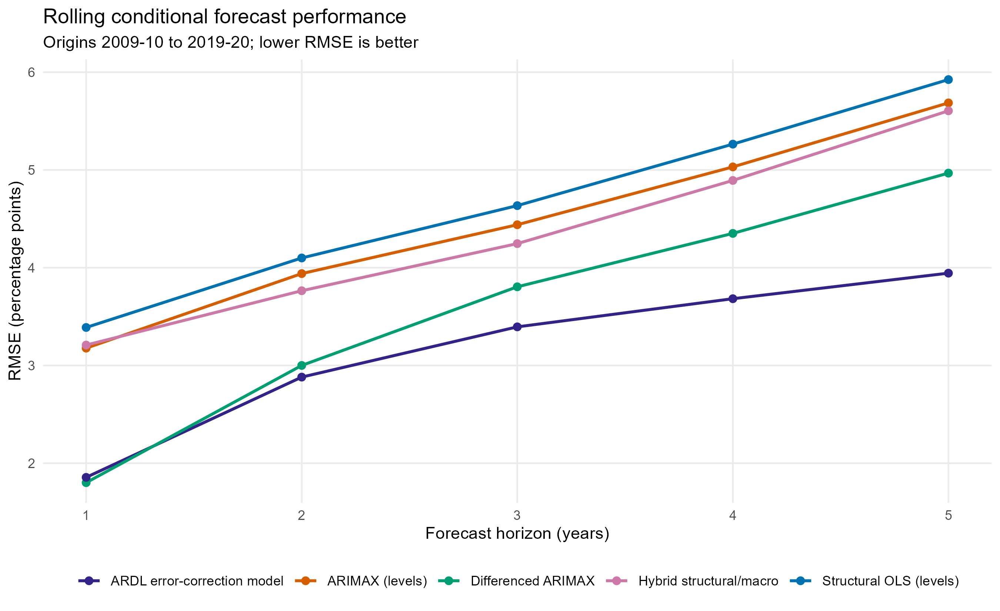 Rolling conditional forecast performance
Origins 2009-10 to 2019-20; lower RMSE is better
RMSE (percentage points)
6
5
4
3
2
1 2 3 4 5
Forecast horizon (years)
ARDL error-correction model ARIMAX (levels) Differenced ARIMAX Hybrid structural/macro Structural OLS (levels)